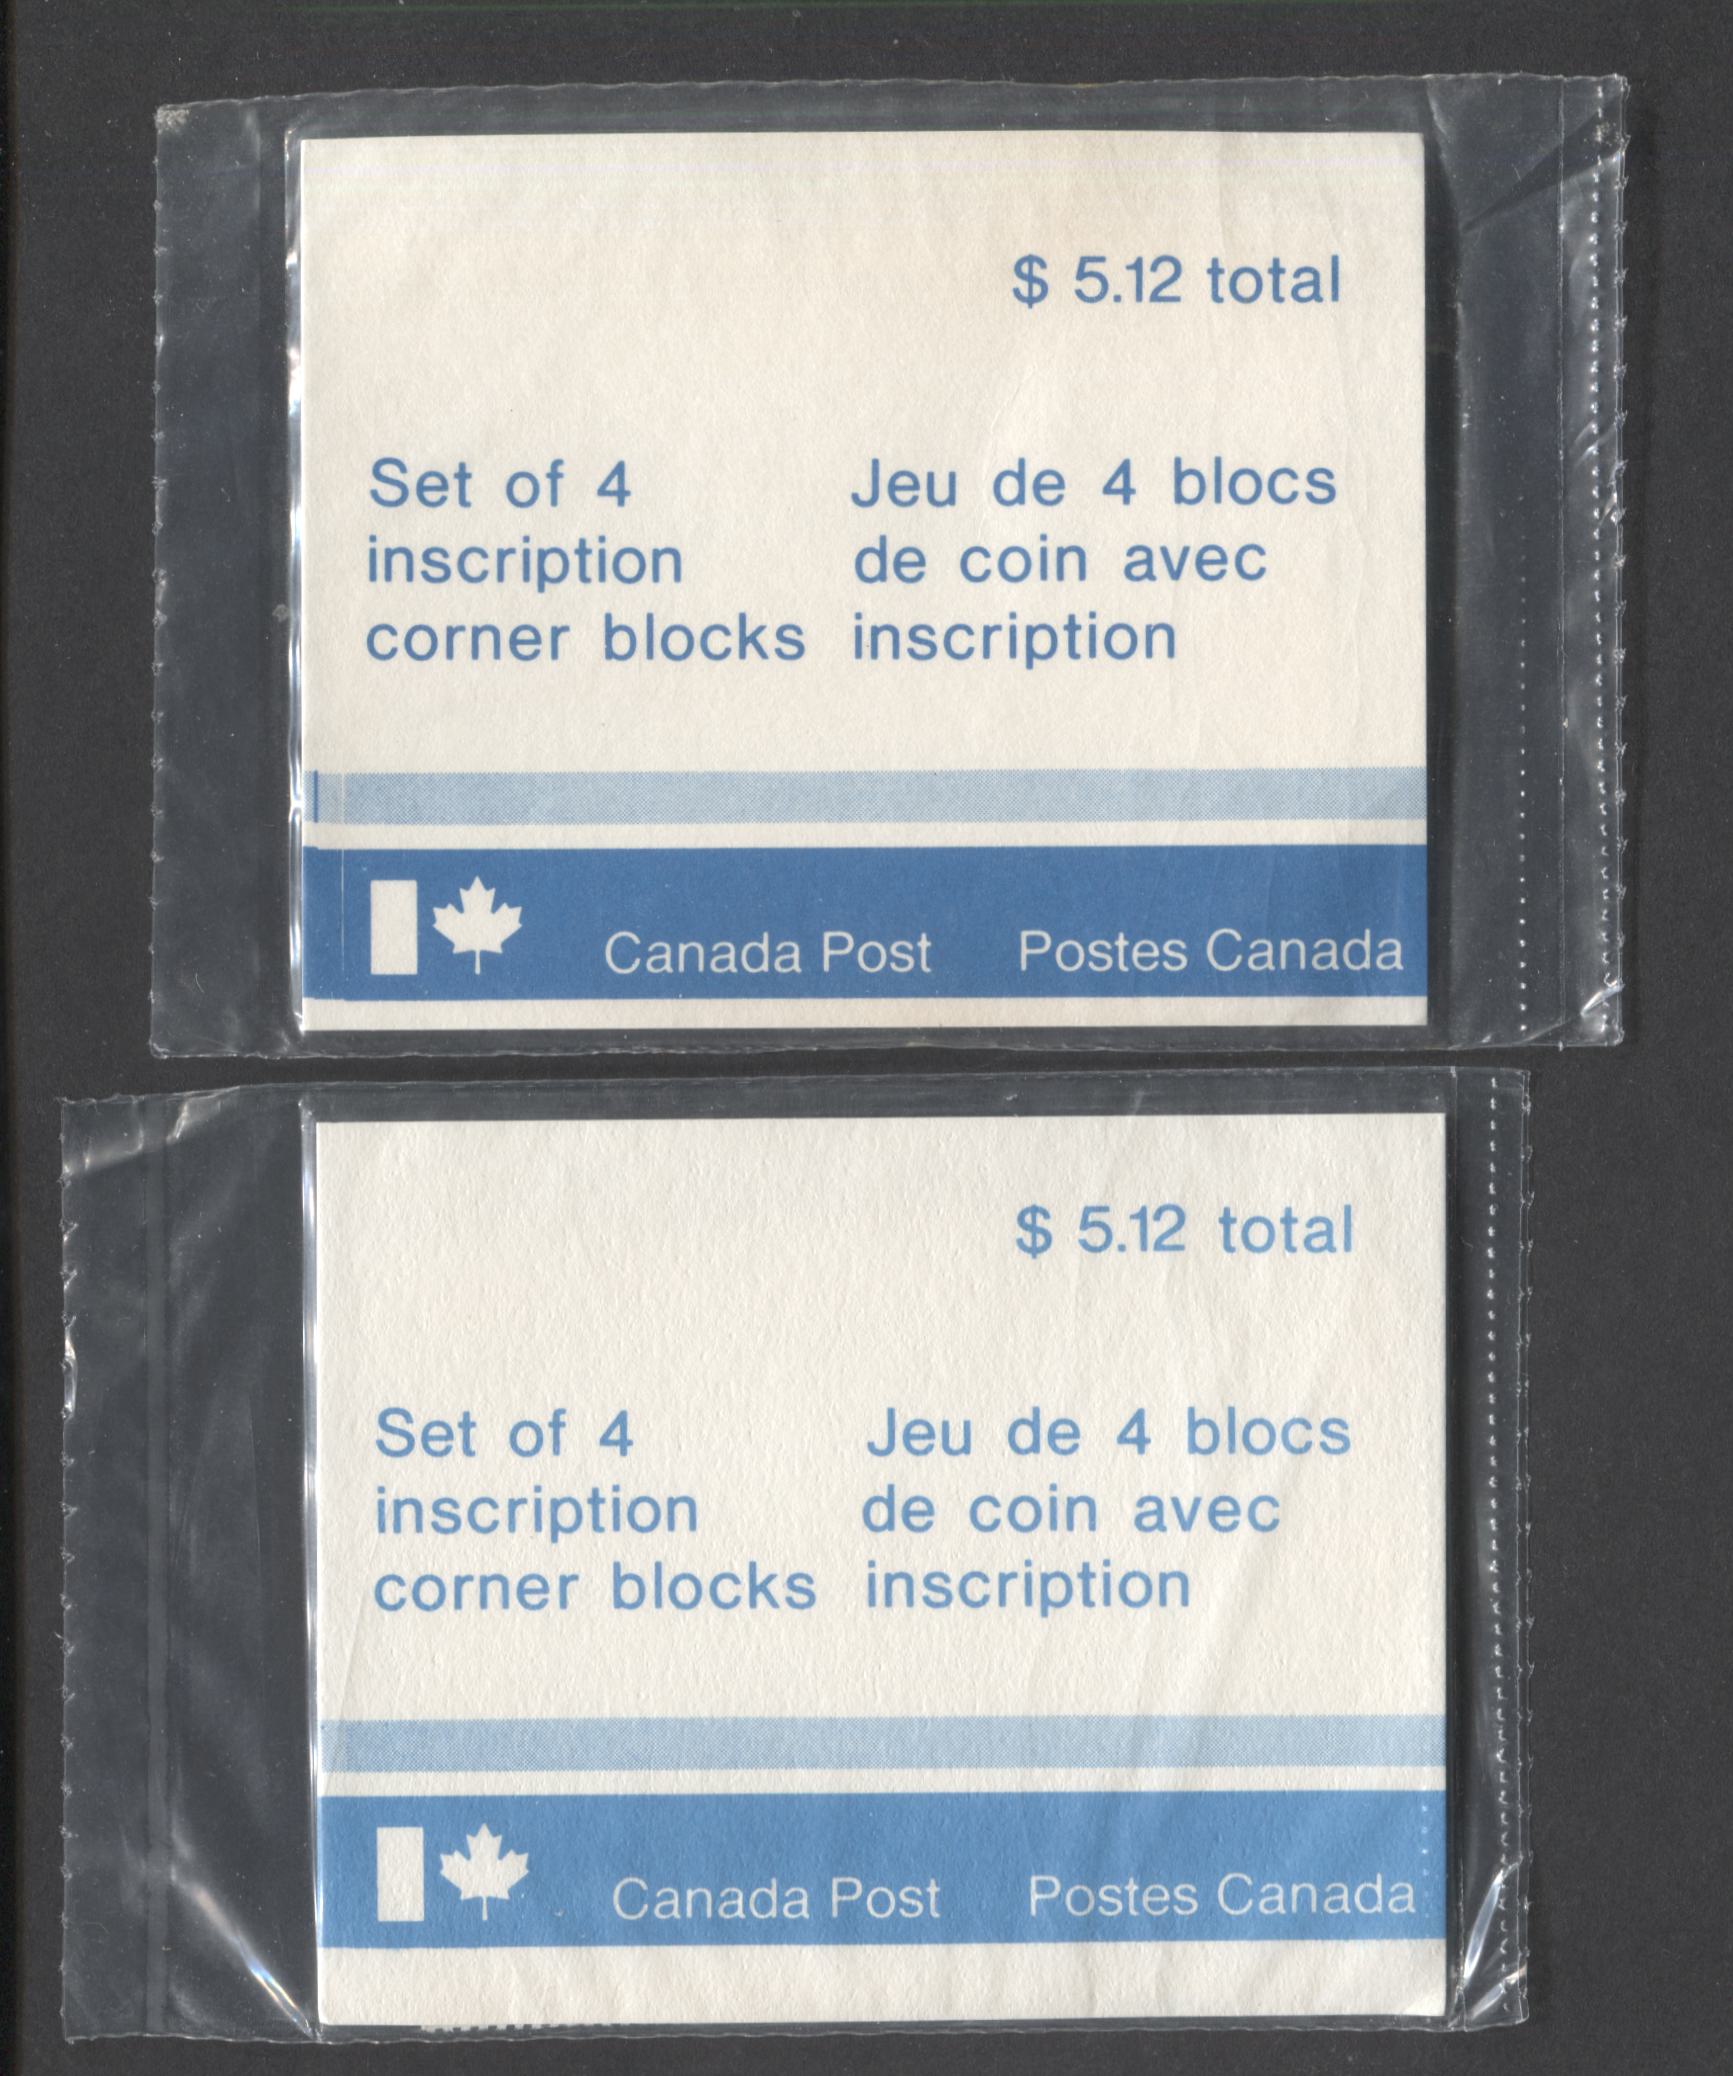 $ 5.12 total
Set of 4
inscription
corner blocks
Jeu de 4 blocs
de coin avec
inscription
Canada Post
Postes Canada
$ 5.12 total
Set of 4
inscription
corner blocks
Jeu de 4 blocs
de coin avec
inscription
Canada Post
Postes Canada